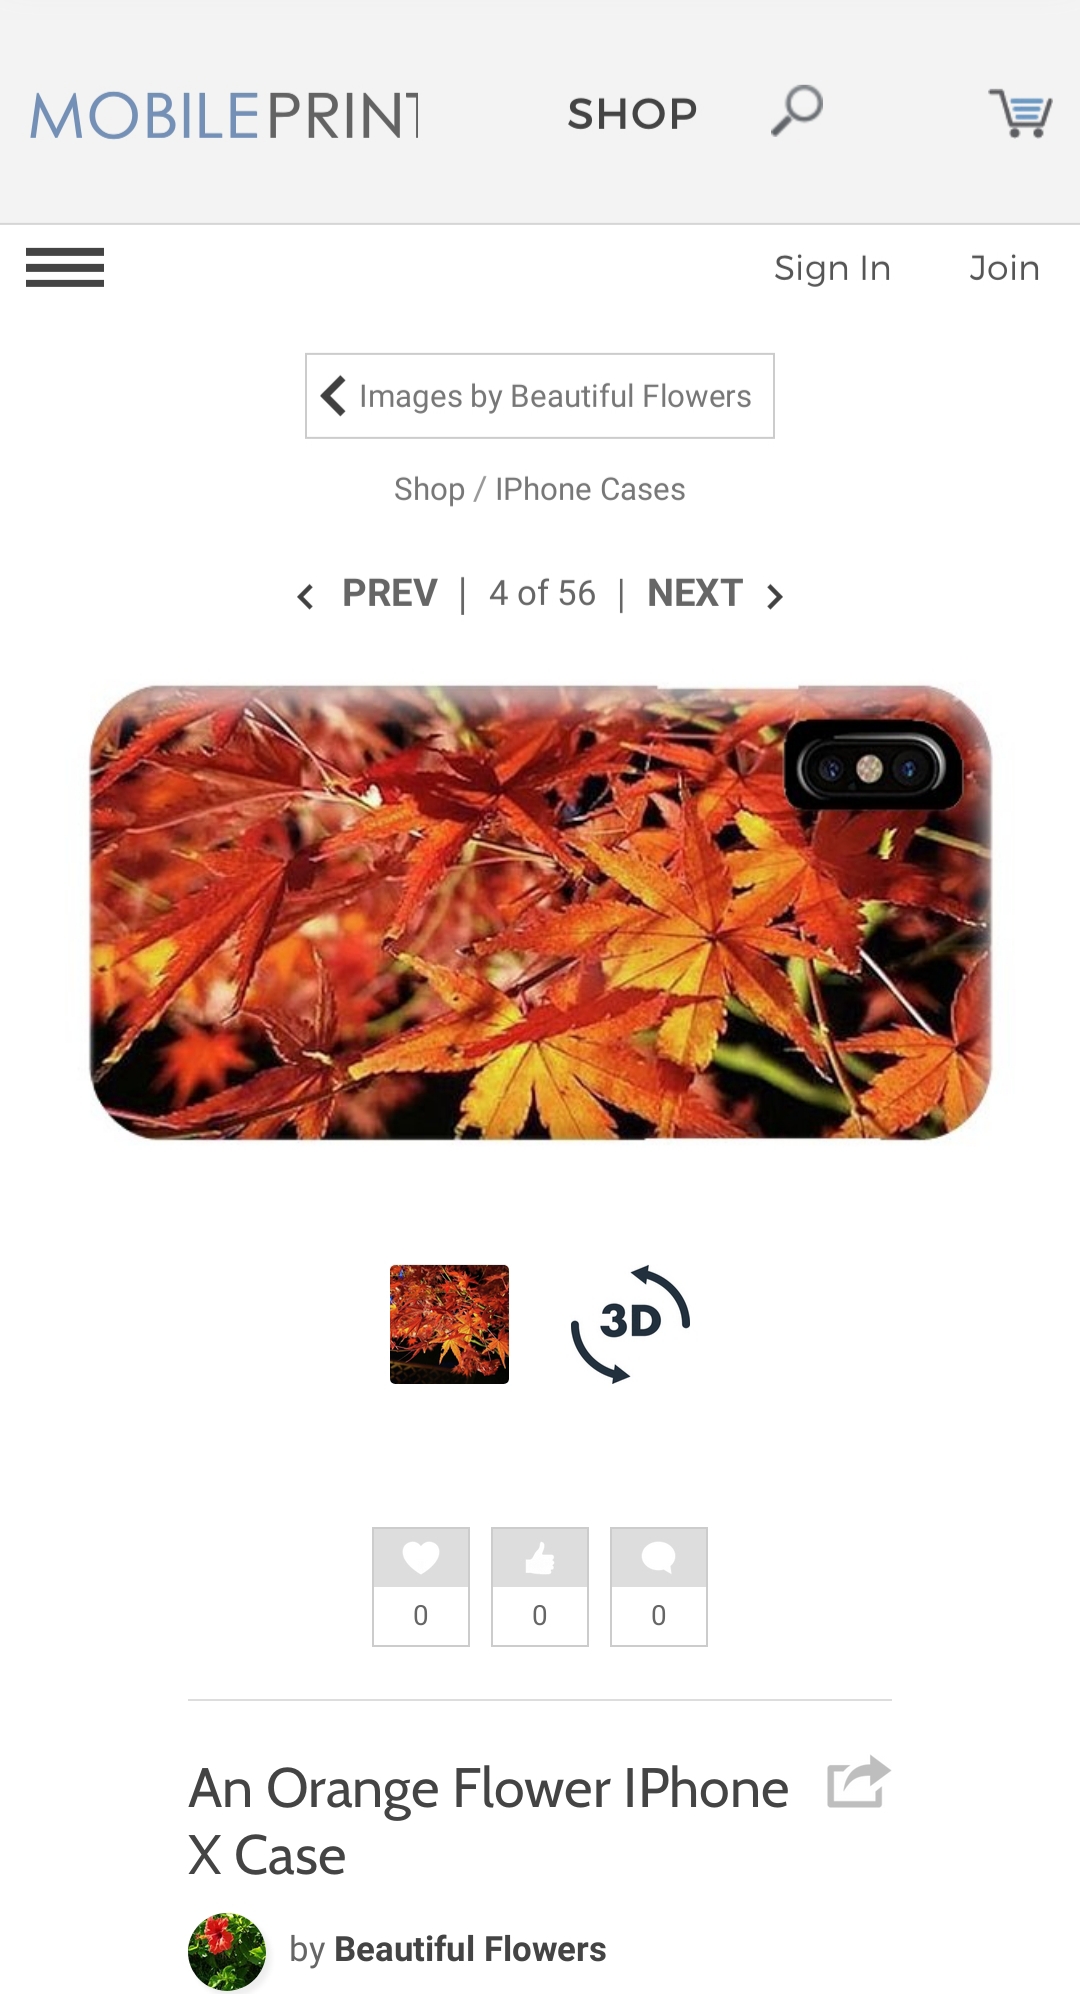 MOBILEPRINT
SHOP
Sign In Join
Images by Beautiful Flowers
Shop / IPhone Cases
PREV | 4 of 56 | NEXT
3D
0 0 0
An Orange Flower IPhone
X Case
by Beautiful Flowers